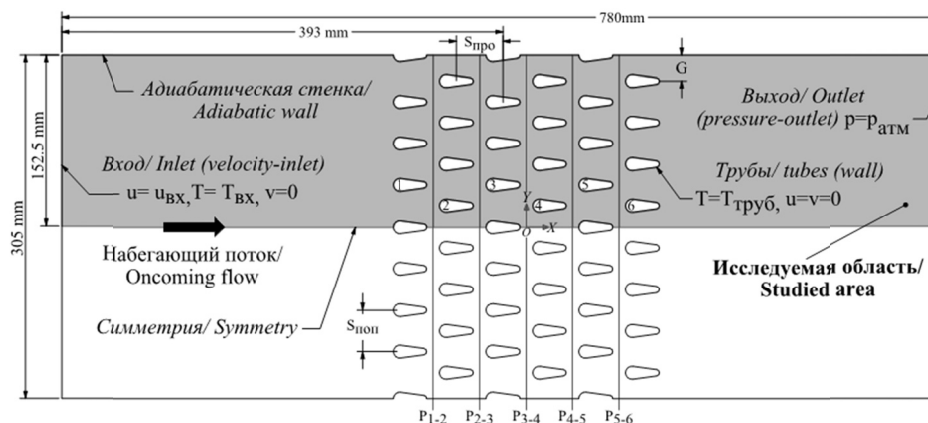 780mm
393 mm
Sпро
G
Адиабатическая стенка/
Adiabatic wall
Выход/ Outlet
(pressure-outlet) p=pатм
152.5 mm
305 mm
Вход/ Inlet (velocity-inlet)
u= uвх, T= Tвх, v=0
Трубы/ tubes (wall)
T=Tтруб, u=v=0
1
2
3
4
5
6
Y
O
X
Набегающий поток/
Oncoming flow
Исследуемая область/
Studied area
Симметрия/ Symmetry
Sпоп
P1-2
P2-3
P3-4
P4-5
P5-6